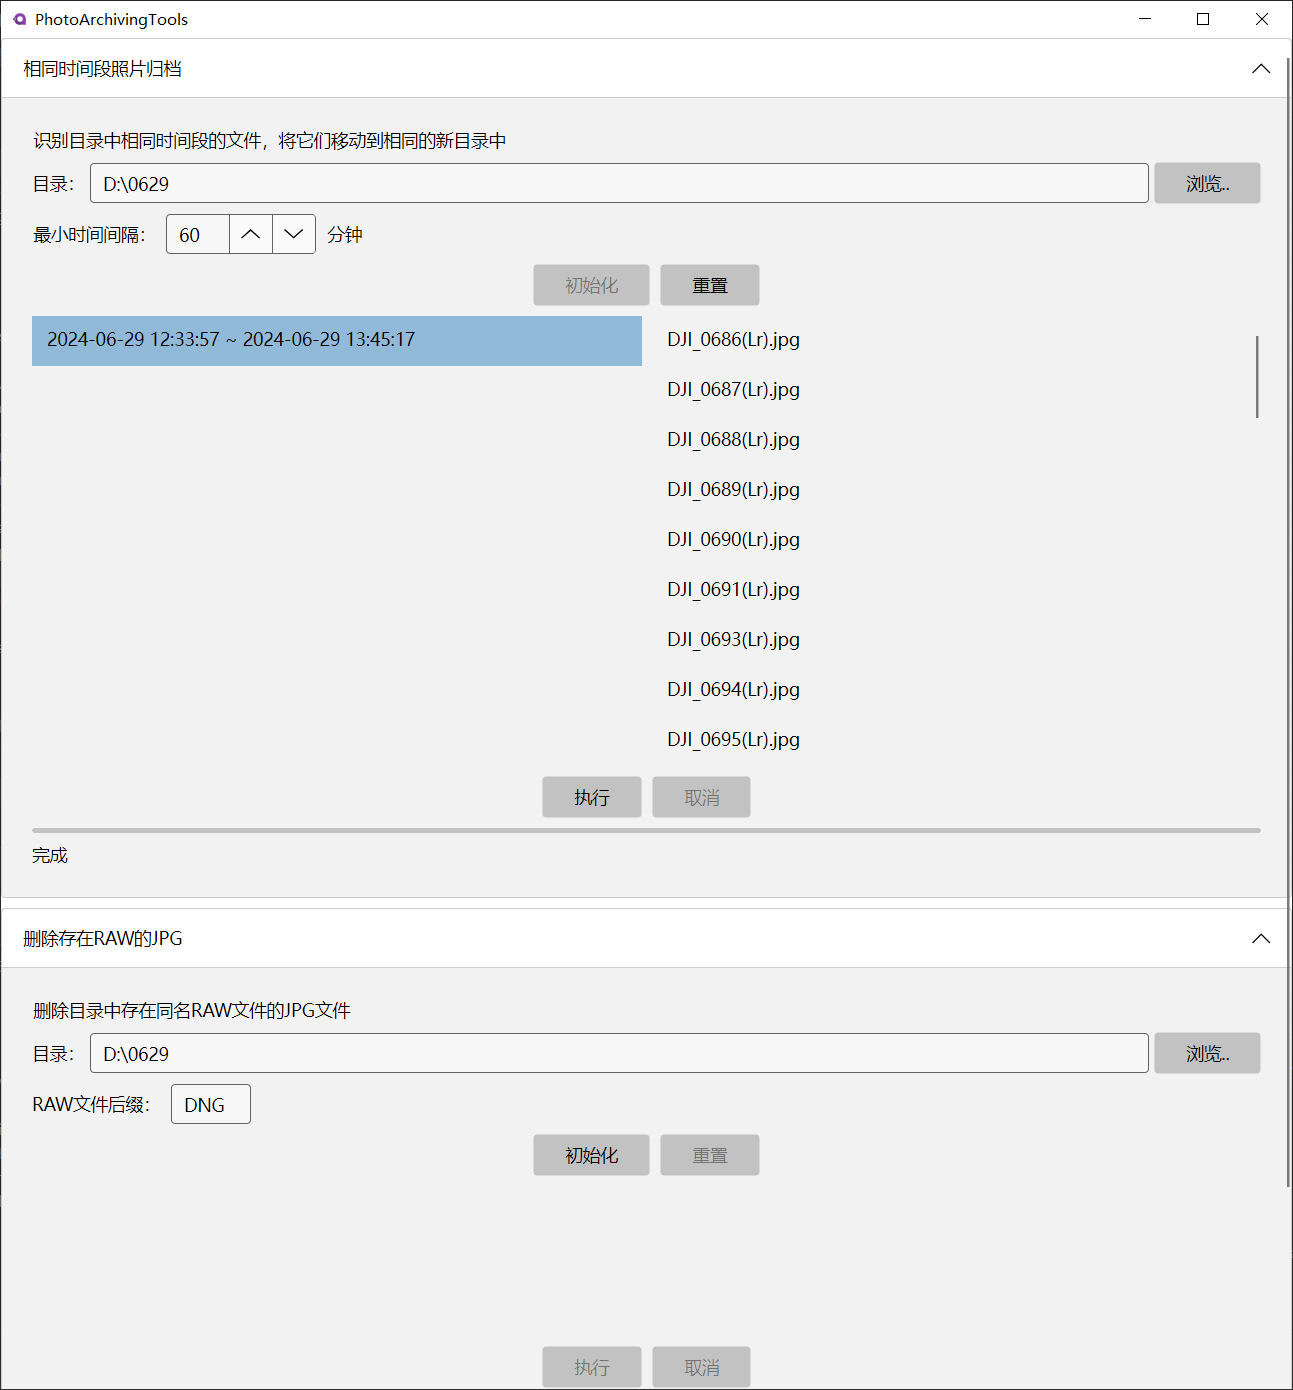 PhotoArchivingTools
相同时间段照片归档
识别目录中相同时间段的文件，将它们移动到相同的新目录中
目录： D:\0629 浏览..
最小时间间隔： 60 分钟
初始化 重置
2024-06-29 12:33:57 ~ 2024-06-29 13:45:17 DJI_0686(Lr).jpg
DJI_0687(Lr).jpg
DJI_0688(Lr).jpg
DJI_0689(Lr).jpg
DJI_0690(Lr).jpg
DJI_0691(Lr).jpg
DJI_0693(Lr).jpg
DJI_0694(Lr).jpg
DJI_0695(Lr).jpg
执行 取消
完成
删除存在RAW的JPG
删除目录中存在同名RAW文件的JPG文件
目录： D:\0629 浏览..
RAW文件后缀： DNG
初始化 重置
执行 取消